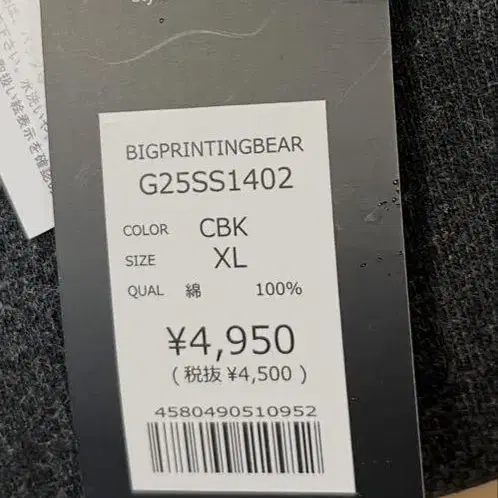 BIGPRINTINGBEAR
G25SS1402
COLOR CBK
SIZE XL
QUAL 綿 100%
¥4,950
(税抜 ¥4,500)
4580490510952